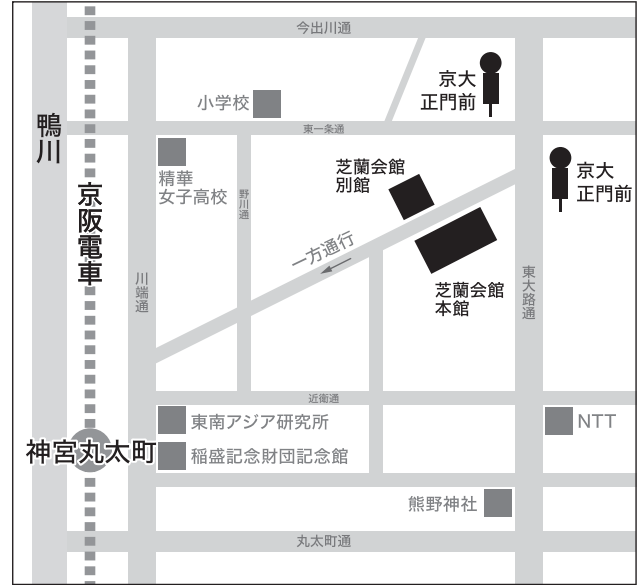 今出川通
京大
正門前
小学校
鴨川
東一条通
芝蘭会館
別館
京大
正門前
精華
女子高校
野川通
京阪電車
一方通行
川端通
東大路通
芝蘭会館
本館
近衛通
東南アジア研究所
NTT
神宮丸太町
稲盛記念財団記念館
熊野神社
丸太町通